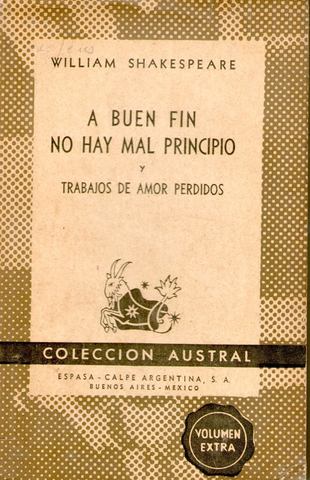 WILLIAM SHAKESPEARE
A BUEN FIN
NO HAY MAL PRINCIPIO
Y
TRABAJOS DE AMOR PERDIDOS
COLECCION AUSTRAL
ESPASA - CALPE ARGENTINA, S. A.
BUENOS AIRES - MEXICO
VOLUMEN
EXTRA